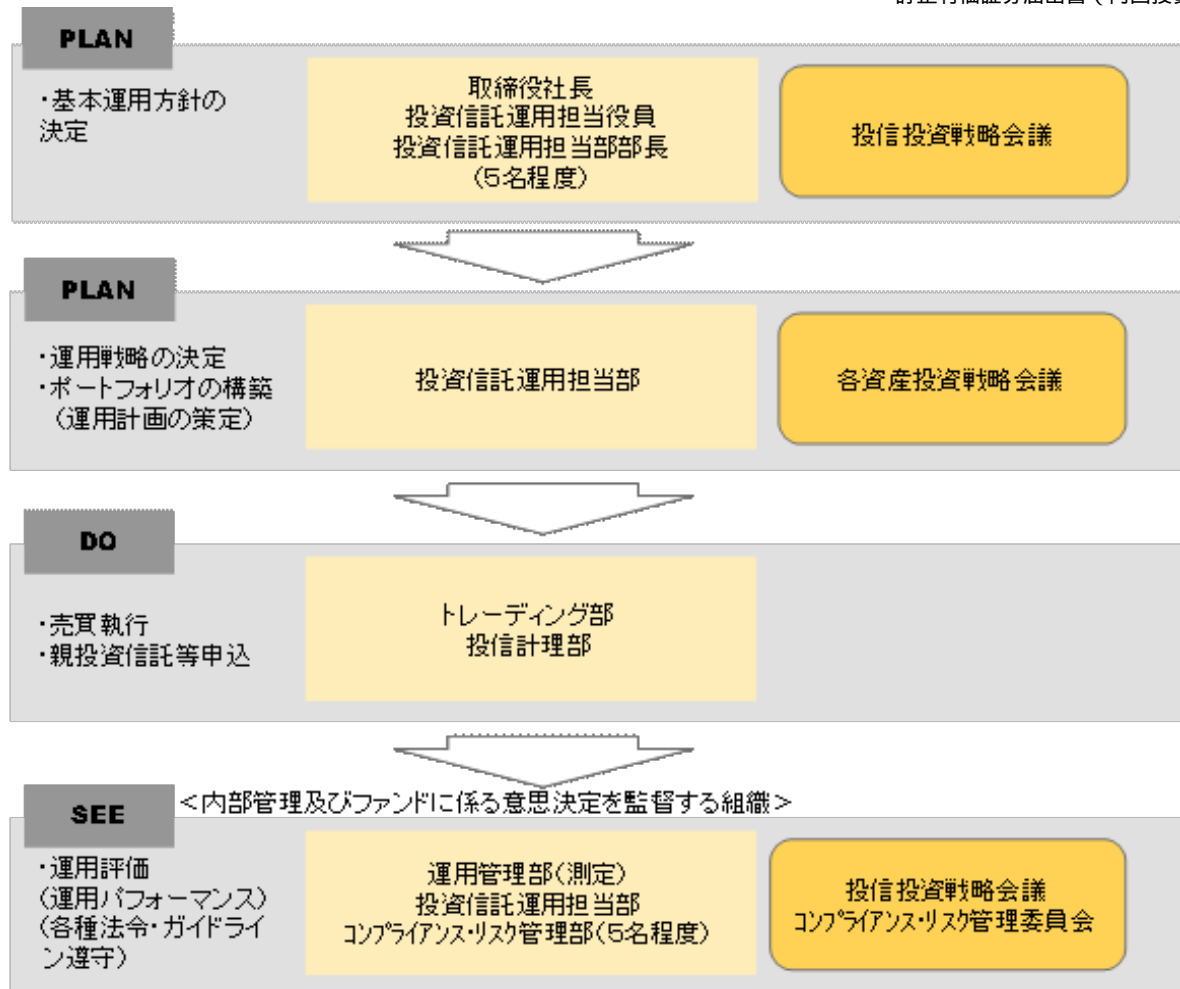 PLAN
・基本運用方針の
決定
取締役社長
投資信託運用担当役員
投資信託運用担当部部長
(5名程度)
投信投資戦略会議
PLAN
・運用戦略の決定
・ポートフォリオの構築
(運用計画の策定)
投資信託運用担当部
各資産投資戦略会議
DO
・売買執行
・親投資信託等申込
トレーディング部
投信計理部
SEE
<内部管理及びファンドに係る意思決定を監督する組織>
・運用評価
(運用パフォーマンス)
(各種法令・ガイドライ
ン遵守)
運用管理部(測定)
投資信託運用担当部
コンプライアンス・リスク管理部(5名程度)
投信投資戦略会議
コンプライアンス・リスク管理委員会